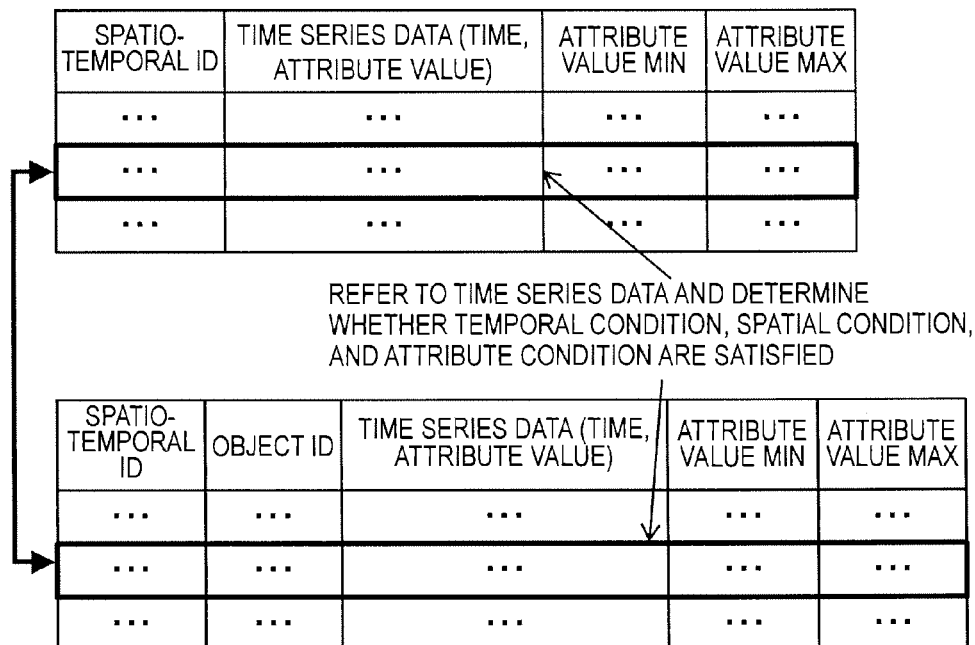 SPATIO-
TEMPORAL ID
TIME SERIES DATA (TIME,
ATTRIBUTE VALUE)
ATTRIBUTE
VALUE MIN
ATTRIBUTE
VALUE MAX
... ... ... ...
... ... ... ...
... ... ... ...
REFER TO TIME SERIES DATA AND DETERMINE
WHETHER TEMPORAL CONDITION, SPATIAL CONDITION,
AND ATTRIBUTE CONDITION ARE SATISFIED
SPATIO-
TEMPORAL
ID
OBJECT ID
TIME SERIES DATA (TIME,
ATTRIBUTE VALUE)
ATTRIBUTE
VALUE MIN
ATTRIBUTE
VALUE MAX
... ... ... ... ...
... ... ... ... ...
... ... ... ... ...